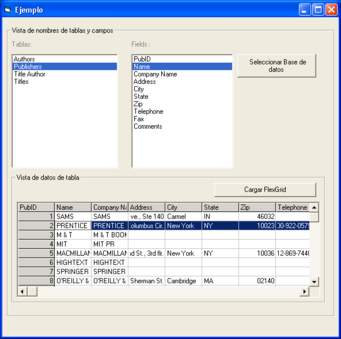 Ejemplo
Vista de nombres de tablas y campos
Tablas: Fields :
Authors
Publishers
Title Author
Titles
PubID
Name
Company Name
Address
City
State
Zip
Telephone
Fax
Comments
Seleccionar Base de
datos
Vista de datos de tabla
Cargar FlexGrid
PubID Name Company Na Address City State Zip Telephone
1 SAMS SAMS ve., Ste 140 Carmel IN 46032
2 PRENTICE PRENTICE olumbus Cir. New York NY 10023 00-922-057
3 M & T M & T BOOK
4 MIT MIT PR
5 MACMILLAN MACMILLAN d St., 3rd flr. New York NY 10036 12-869-744
6 HIGHTEXT HIGHTEXT
7 SPRINGER SPRINGER
8 O'REILLY & O'REILLY & Sherman St Cambridge MA 02140